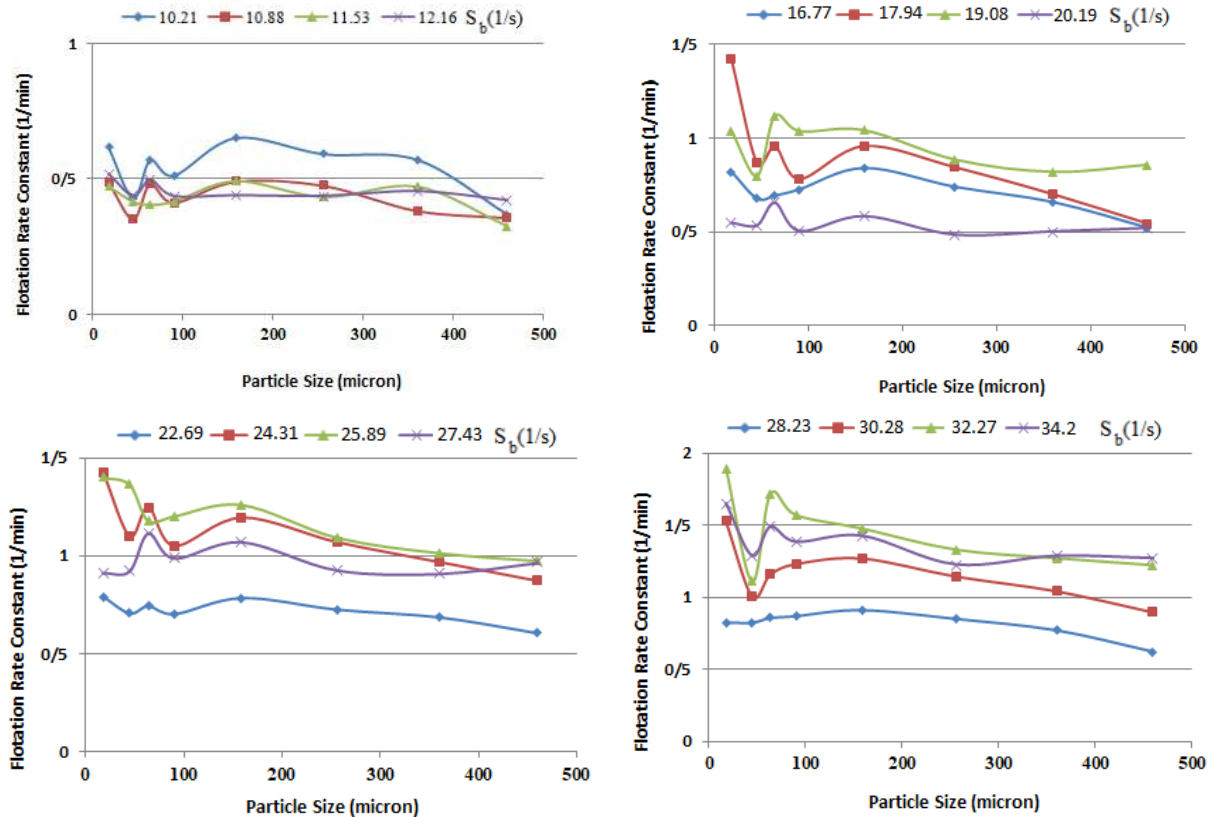 10.21 10.88 11.53 12.16 S_b(1/s)
Flotation Rate Constant (1/min)
1
0/5
0
0 100 200 300 400 500
Particle Size (micron)
16.77 17.94 19.08 20.19 S_b(1/s)
Flotation Rate Constant (1/min)
1/5
1
0/5
0
0 100 200 300 400 500
Particle Size (micron)
22.69 24.31 25.89 27.43 S_b(1/s)
Flotation Rate Constant (1/min)
1/5
1
0/5
0
0 100 200 300 400 500
Particle Size (micron)
28.23 30.28 32.27 34.2 S_b(1/s)
Flotation Rate Constant (1/min)
2
1/5
1
0/5
0
0 100 200 300 400 500
Particle Size (micron)